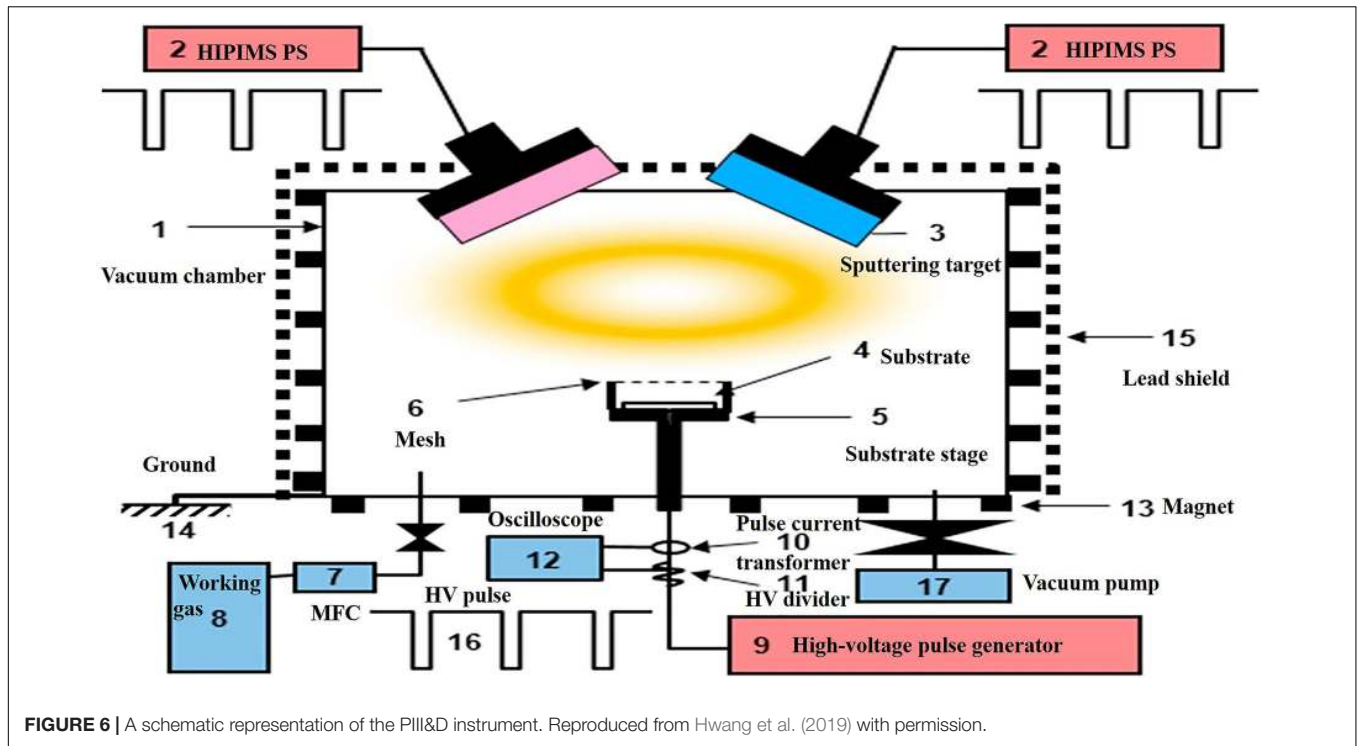 2 HIPIMS PS
2 HIPIMS PS
1
Vacuum chamber
3
Sputtering target
4 Substrate
15
Lead shield
6
Mesh
5
Substrate stage
Ground
14
13 Magnet
Oscilloscope
12
Pulse current
10
transformer
11
HV divider
17
Vacuum pump
Working
gas 8
7
MFC
HV pulse
16
9 High-voltage pulse generator
FIGURE 6 | A schematic representation of the PIII&D instrument. Reproduced from Hwang et al. (2019) with permission.